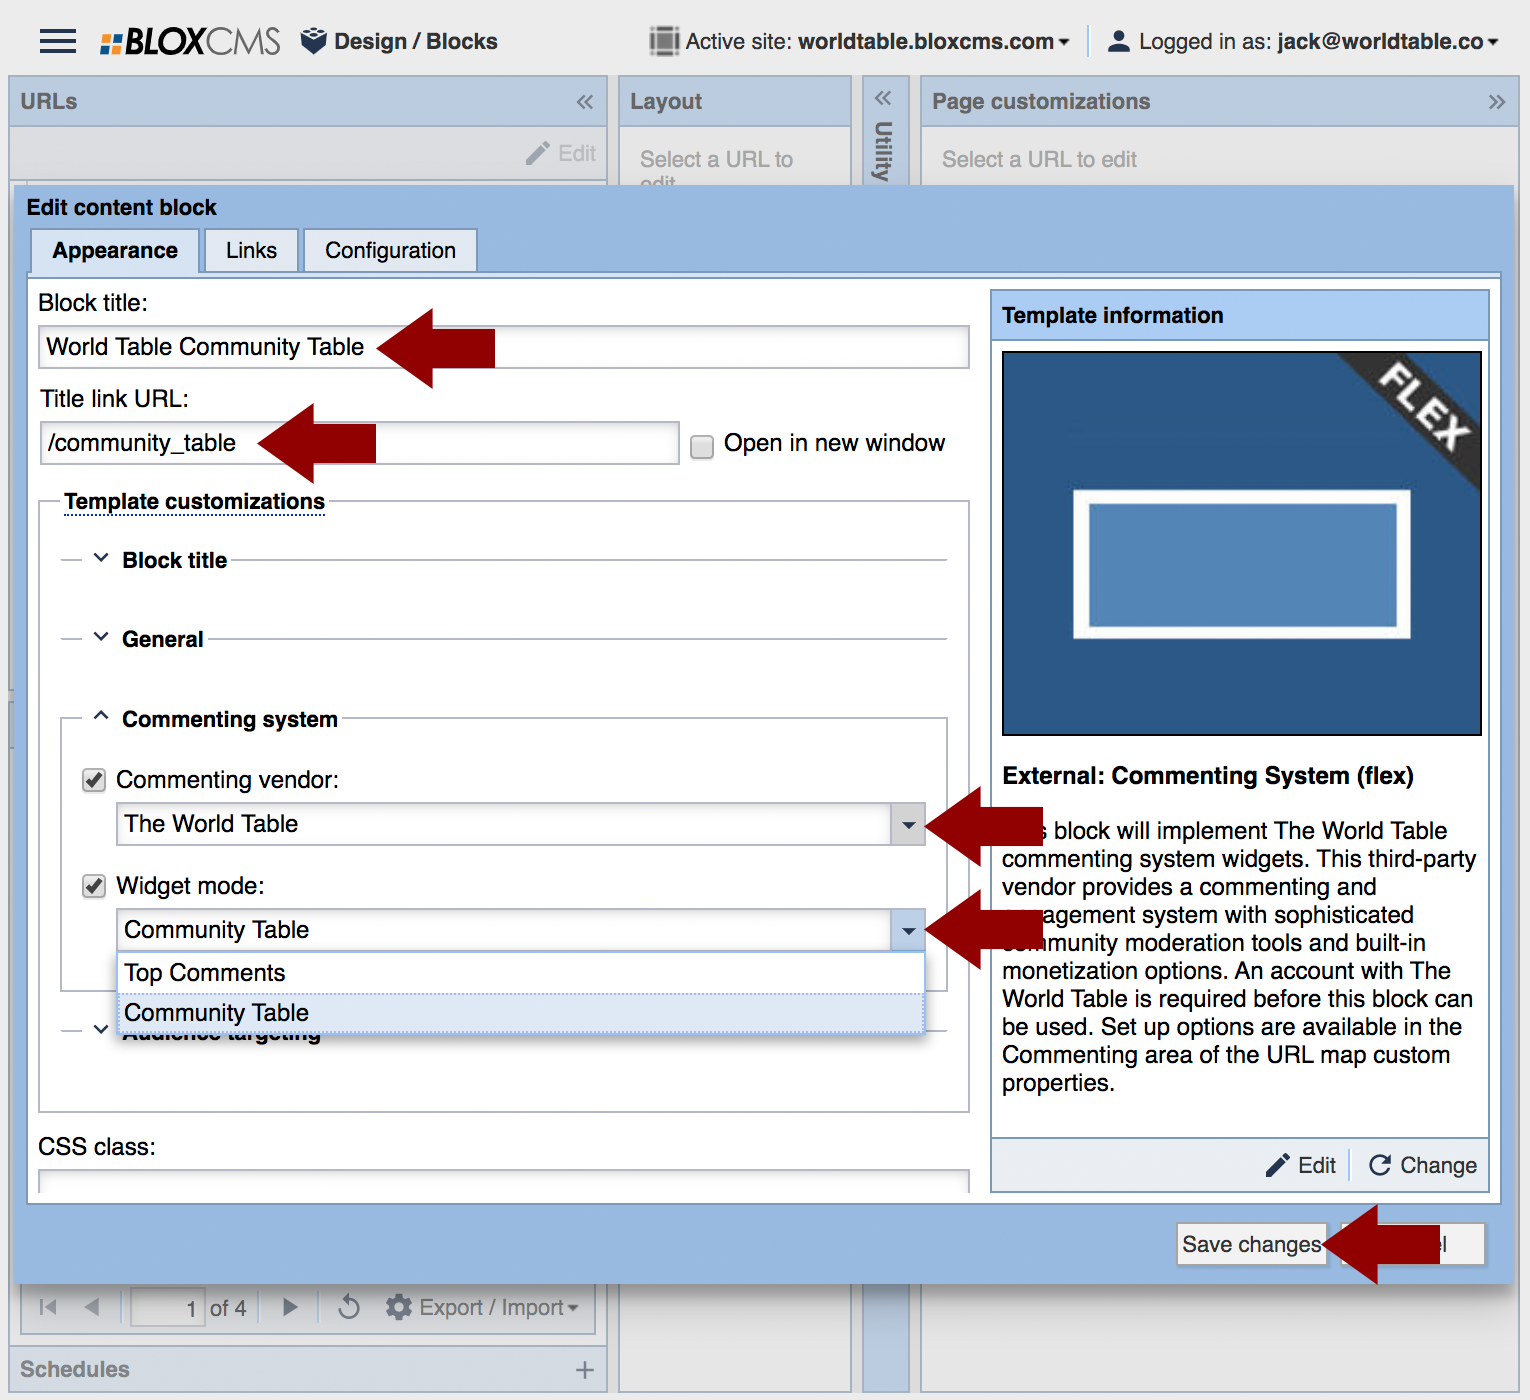 BLOXCMS Design / Blocks Active site: worldtable.bloxcms.com Logged in as: jack@worldtable.co
URLs Layout Utility Page customizations
Edit Select a URL to edit Select a URL to edit
Edit content block
Appearance Links Configuration
Block title:
World Table Community Table
Title link URL:
/community_table Open in new window
Template customizations
Block title
General
Commenting system
Commenting vendor:
The World Table
Widget mode:
Community Table
Top Comments
Community Table
Audience targeting
CSS class:
Template information
FLEX
External: Commenting System (flex)
block will implement The World Table
commenting system widgets. This third-party
vendor provides a commenting and
management system with sophisticated
community moderation tools and built-in
monetization options. An account with The
World Table is required before this block can
be used. Set up options are available in the
Commenting area of the URL map custom
properties.
Edit Change
Save changes
1 of 4 Export / Import
Schedules